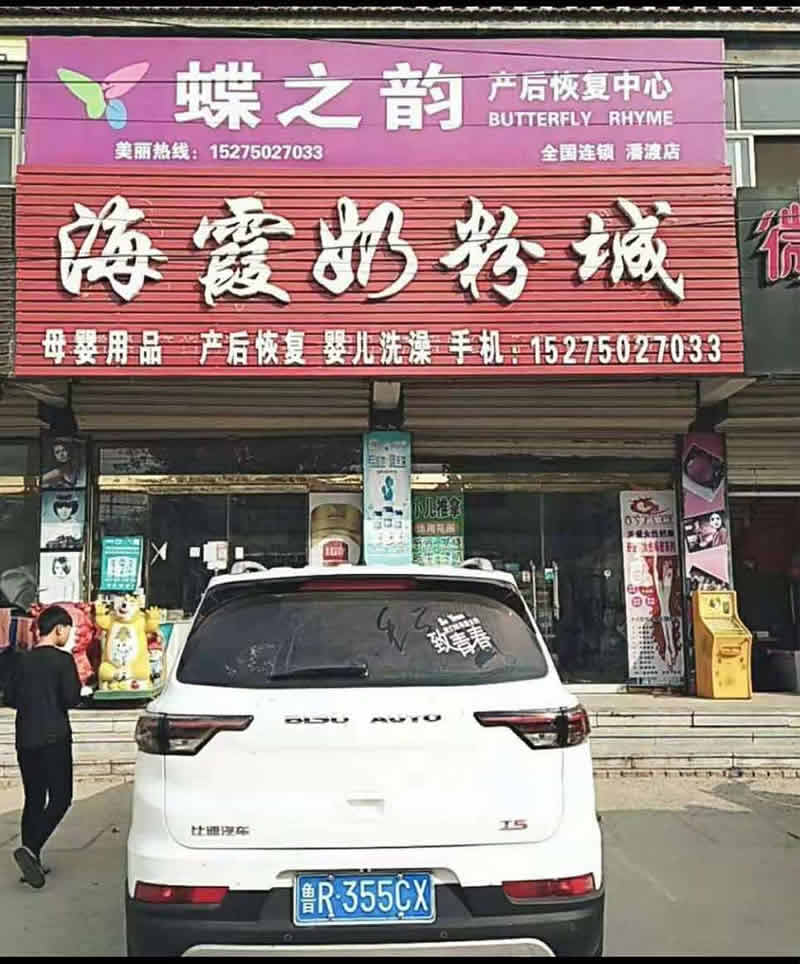 蝶之韵 产后恢复中心
BUTTERFLY RHYME
美丽热线：15275027033 全国连锁 潘渡店
海霞奶粉城
母婴用品 产后恢复 婴儿洗澡 手机：15275027033
微
小儿推拿
致青春
BISU AUTO
比速汽车 T5
鲁R·355CX